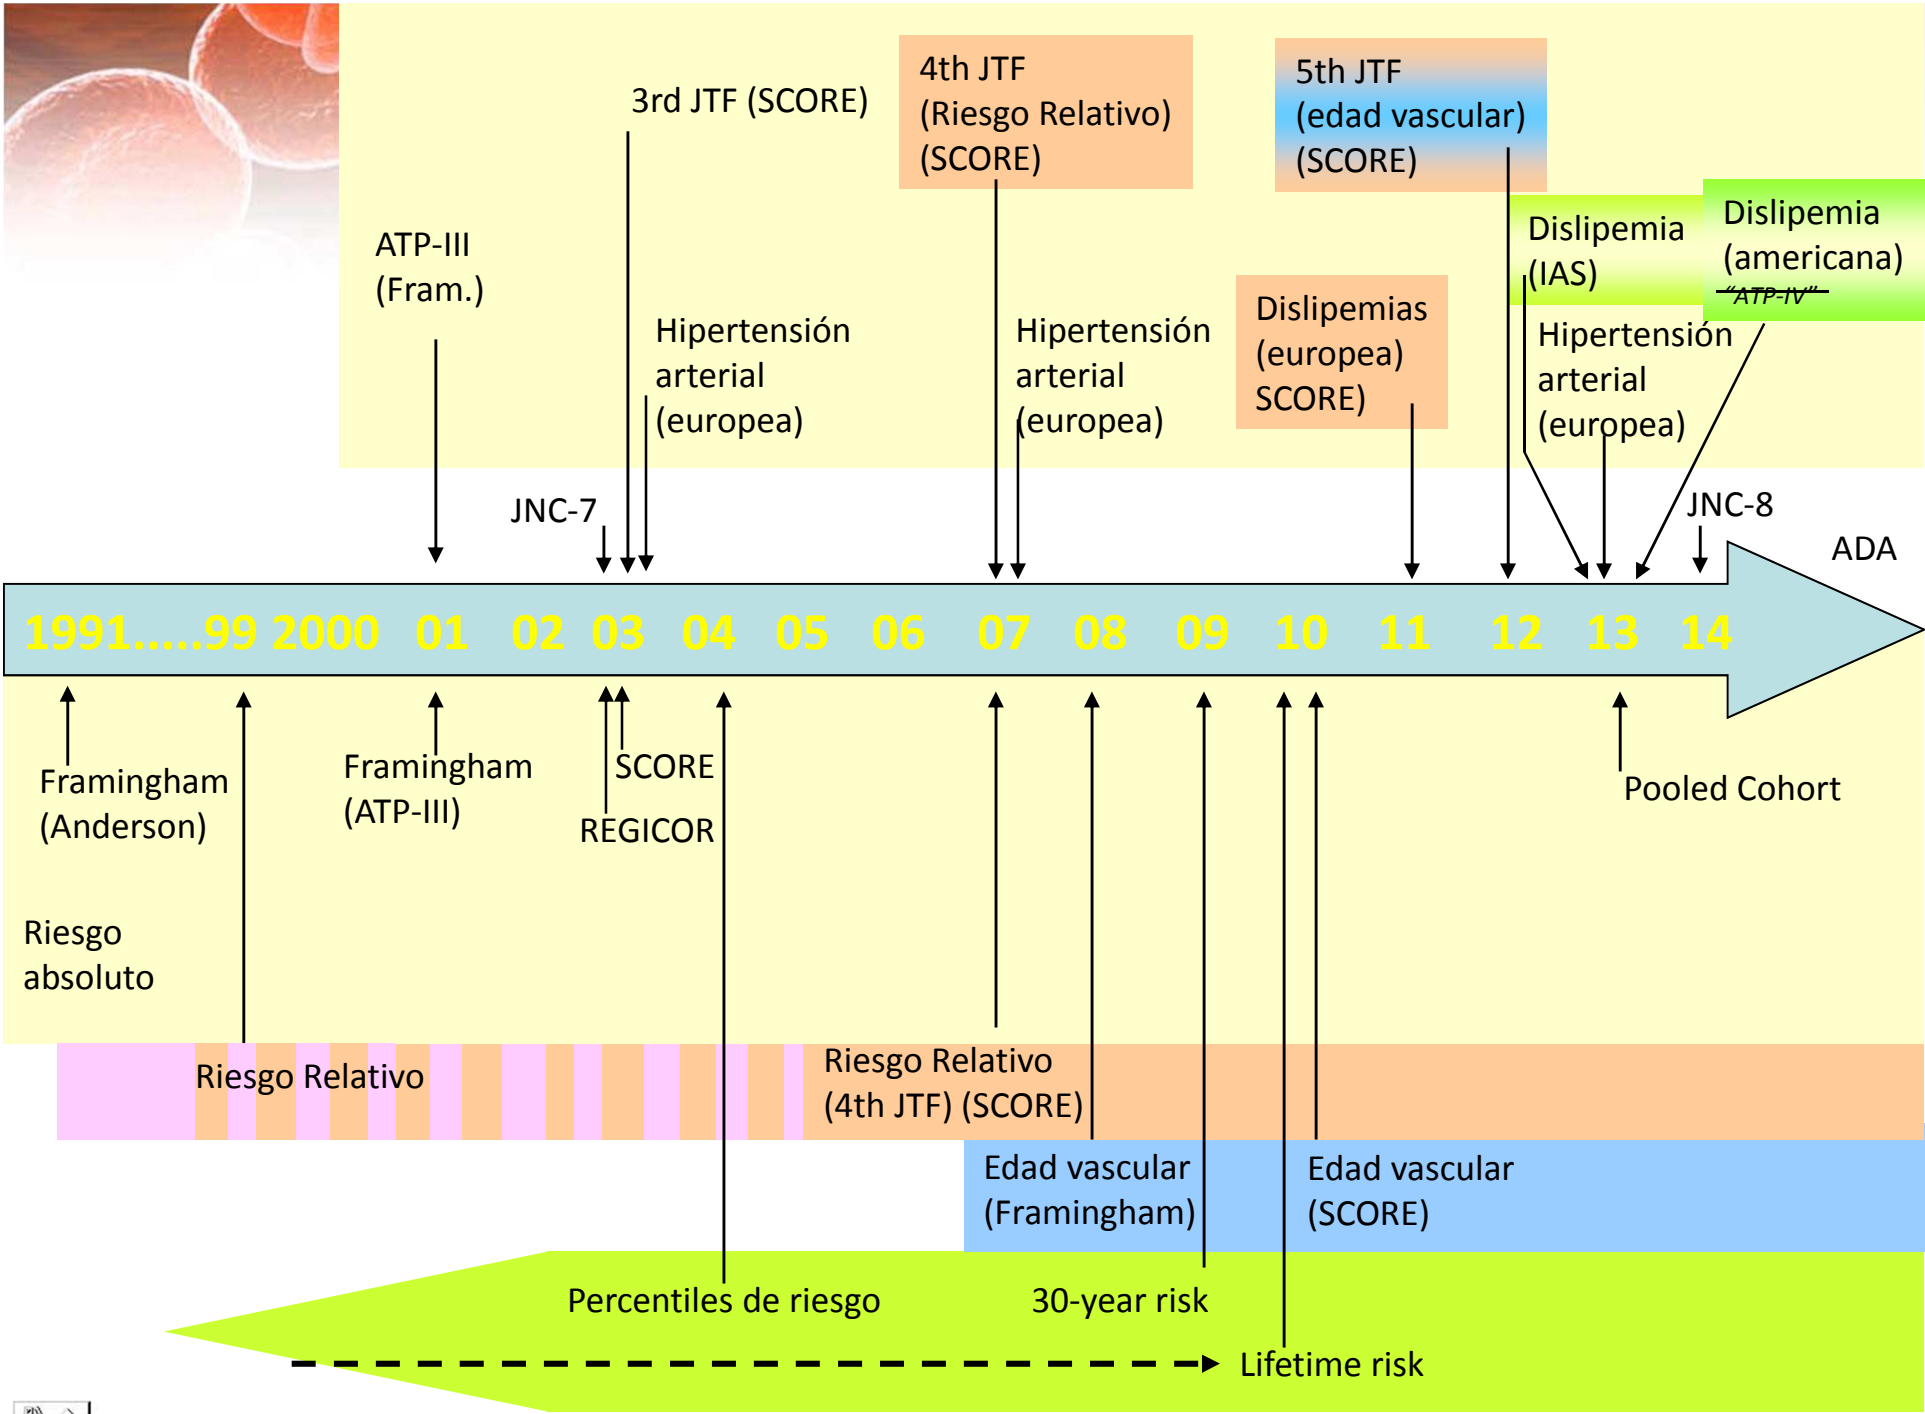 3rd JTF (SCORE)
4th JTF
(Riesgo Relativo)
(SCORE)
5th JTF
(edad vascular)
(SCORE)
ATP-III
(Fram.)
Hipertensión
arterial
(europea)
Hipertensión
arterial
(europea)
Dislipemias
(europea)
SCORE)
Dislipemia
(IAS)
Dislipemia
(americana)
"ATP-IV"
Hipertensión
arterial
(europea)
JNC-7
JNC-8
ADA
1991.....99 2000 01 02 03 04 05 06 07 08 09 10 11 12 13 14
Framingham
(Anderson)
Framingham
(ATP-III)
SCORE
REGICOR
Pooled Cohort
Riesgo
absoluto
Riesgo Relativo
Riesgo Relativo
(4th JTF) (SCORE)
Edad vascular
(Framingham)
Edad vascular
(SCORE)
Percentiles de riesgo
30-year risk
Lifetime risk